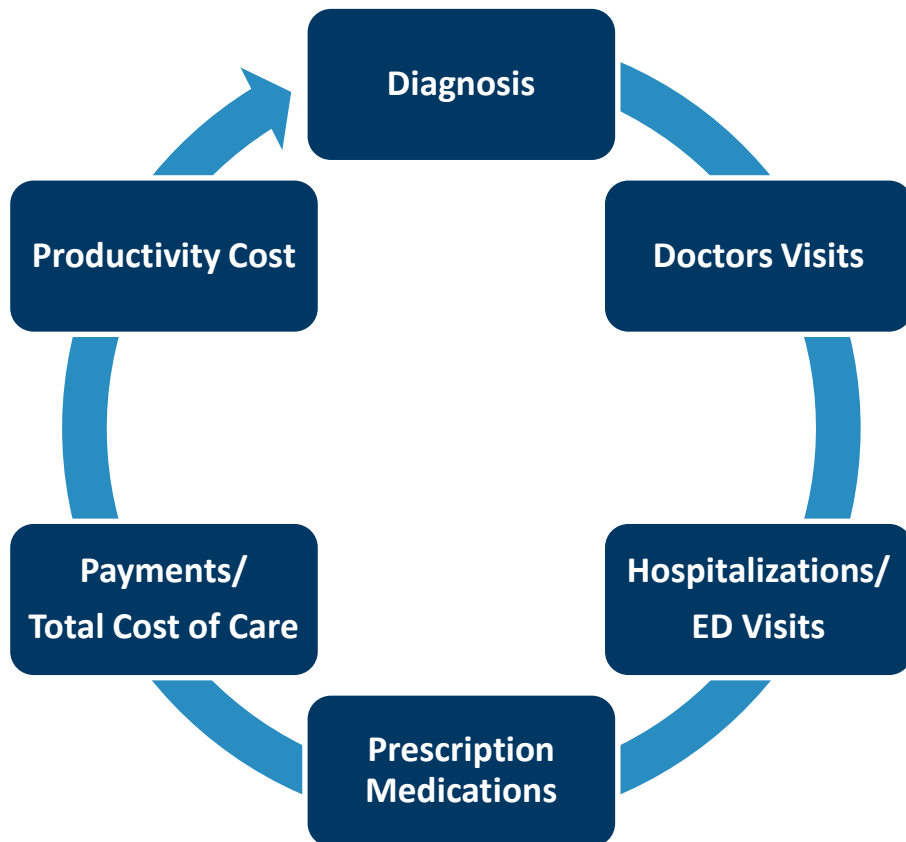 Diagnosis
Doctors Visits
Hospitalizations/
ED Visits
Prescription
Medications
Payments/
Total Cost of Care
Productivity Cost